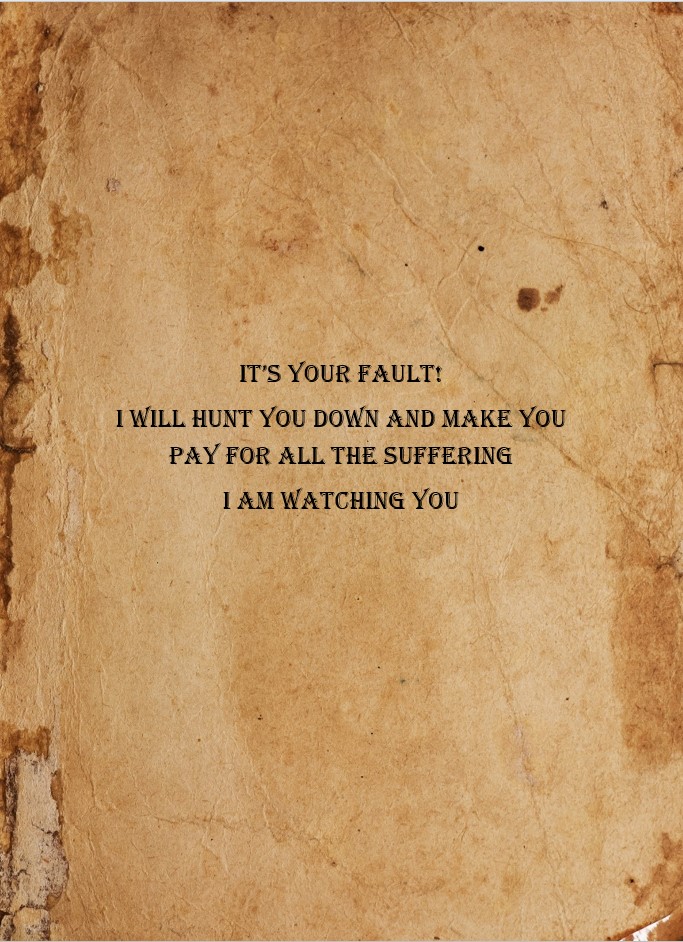 IT'S YOUR FAULT!
I WILL HUNT YOU DOWN AND MAKE YOU
PAY FOR ALL THE SUFFERING
I AM WATCHING YOU